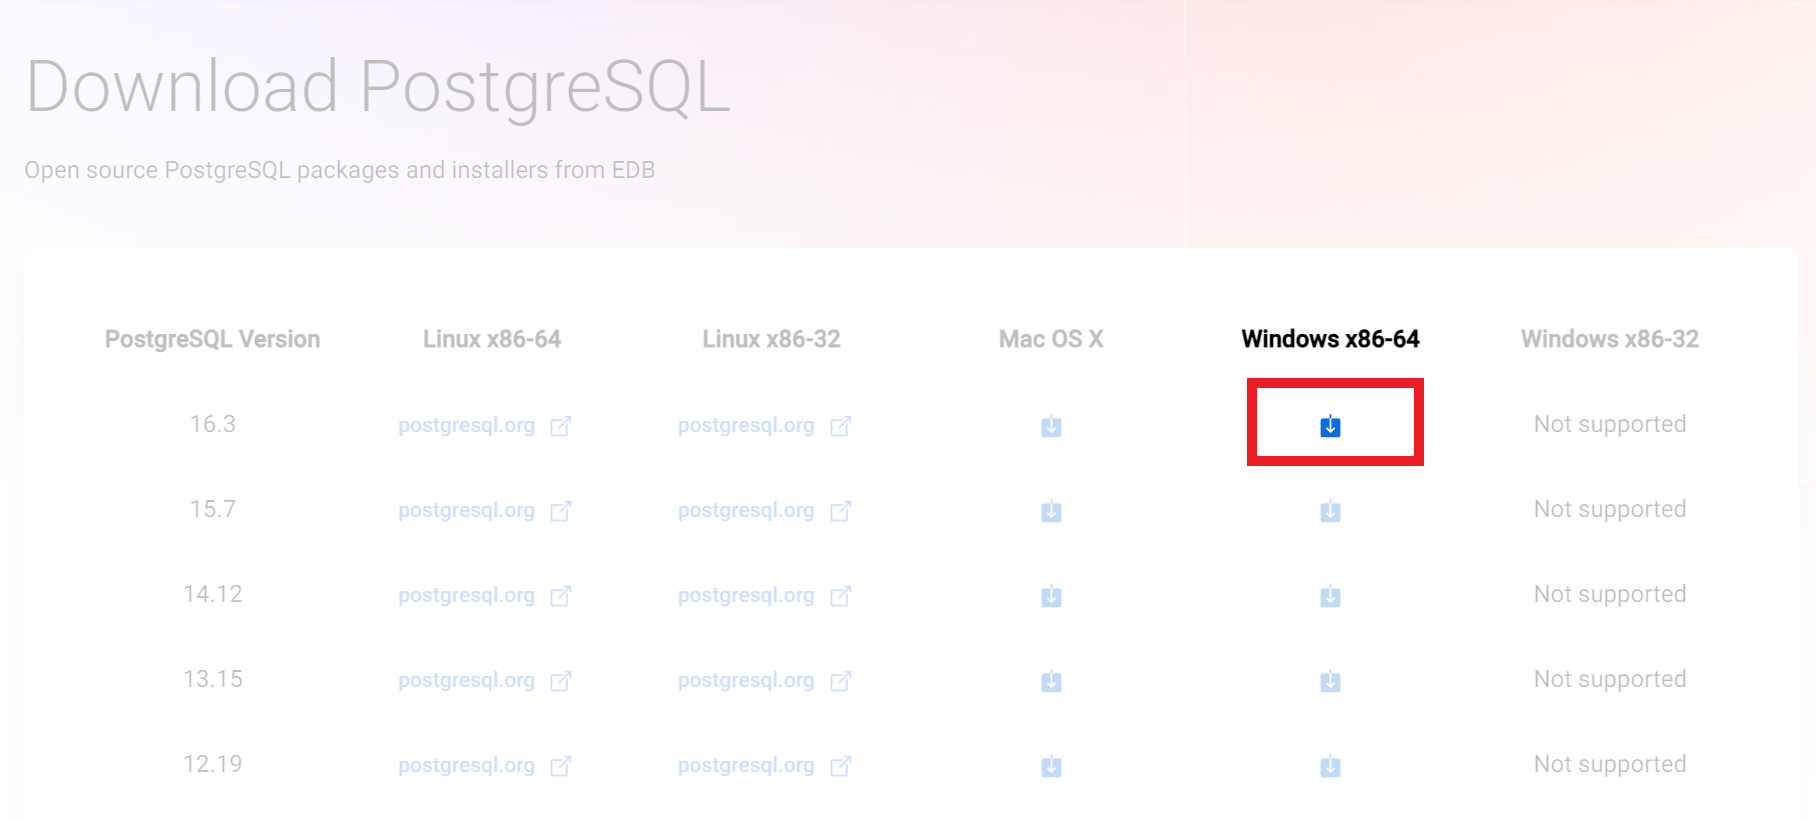 Download PostgreSQL
Open source PostgreSQL packages and installers from EDB
PostgreSQL Version Linux x86-64 Linux x86-32 Mac OS X Windows x86-64 Windows x86-32
16.3 postgresql.org postgresql.org Not supported
15.7 postgresql.org postgresql.org Not supported
14.12 postgresql.org postgresql.org Not supported
13.15 postgresql.org postgresql.org Not supported
12.19 postgresql.org postgresql.org Not supported